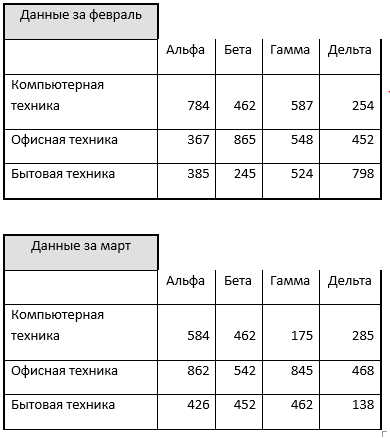 Данные за февраль
Альфа Бета Гамма Дельта
Компьютерная
техника 784 462 587 254
Офисная техника 367 865 548 452
Бытовая техника 385 245 524 798
Данные за март
Альфа Бета Гамма Дельта
Компьютерная
техника 584 462 175 285
Офисная техника 862 542 845 468
Бытовая техника 426 452 462 138